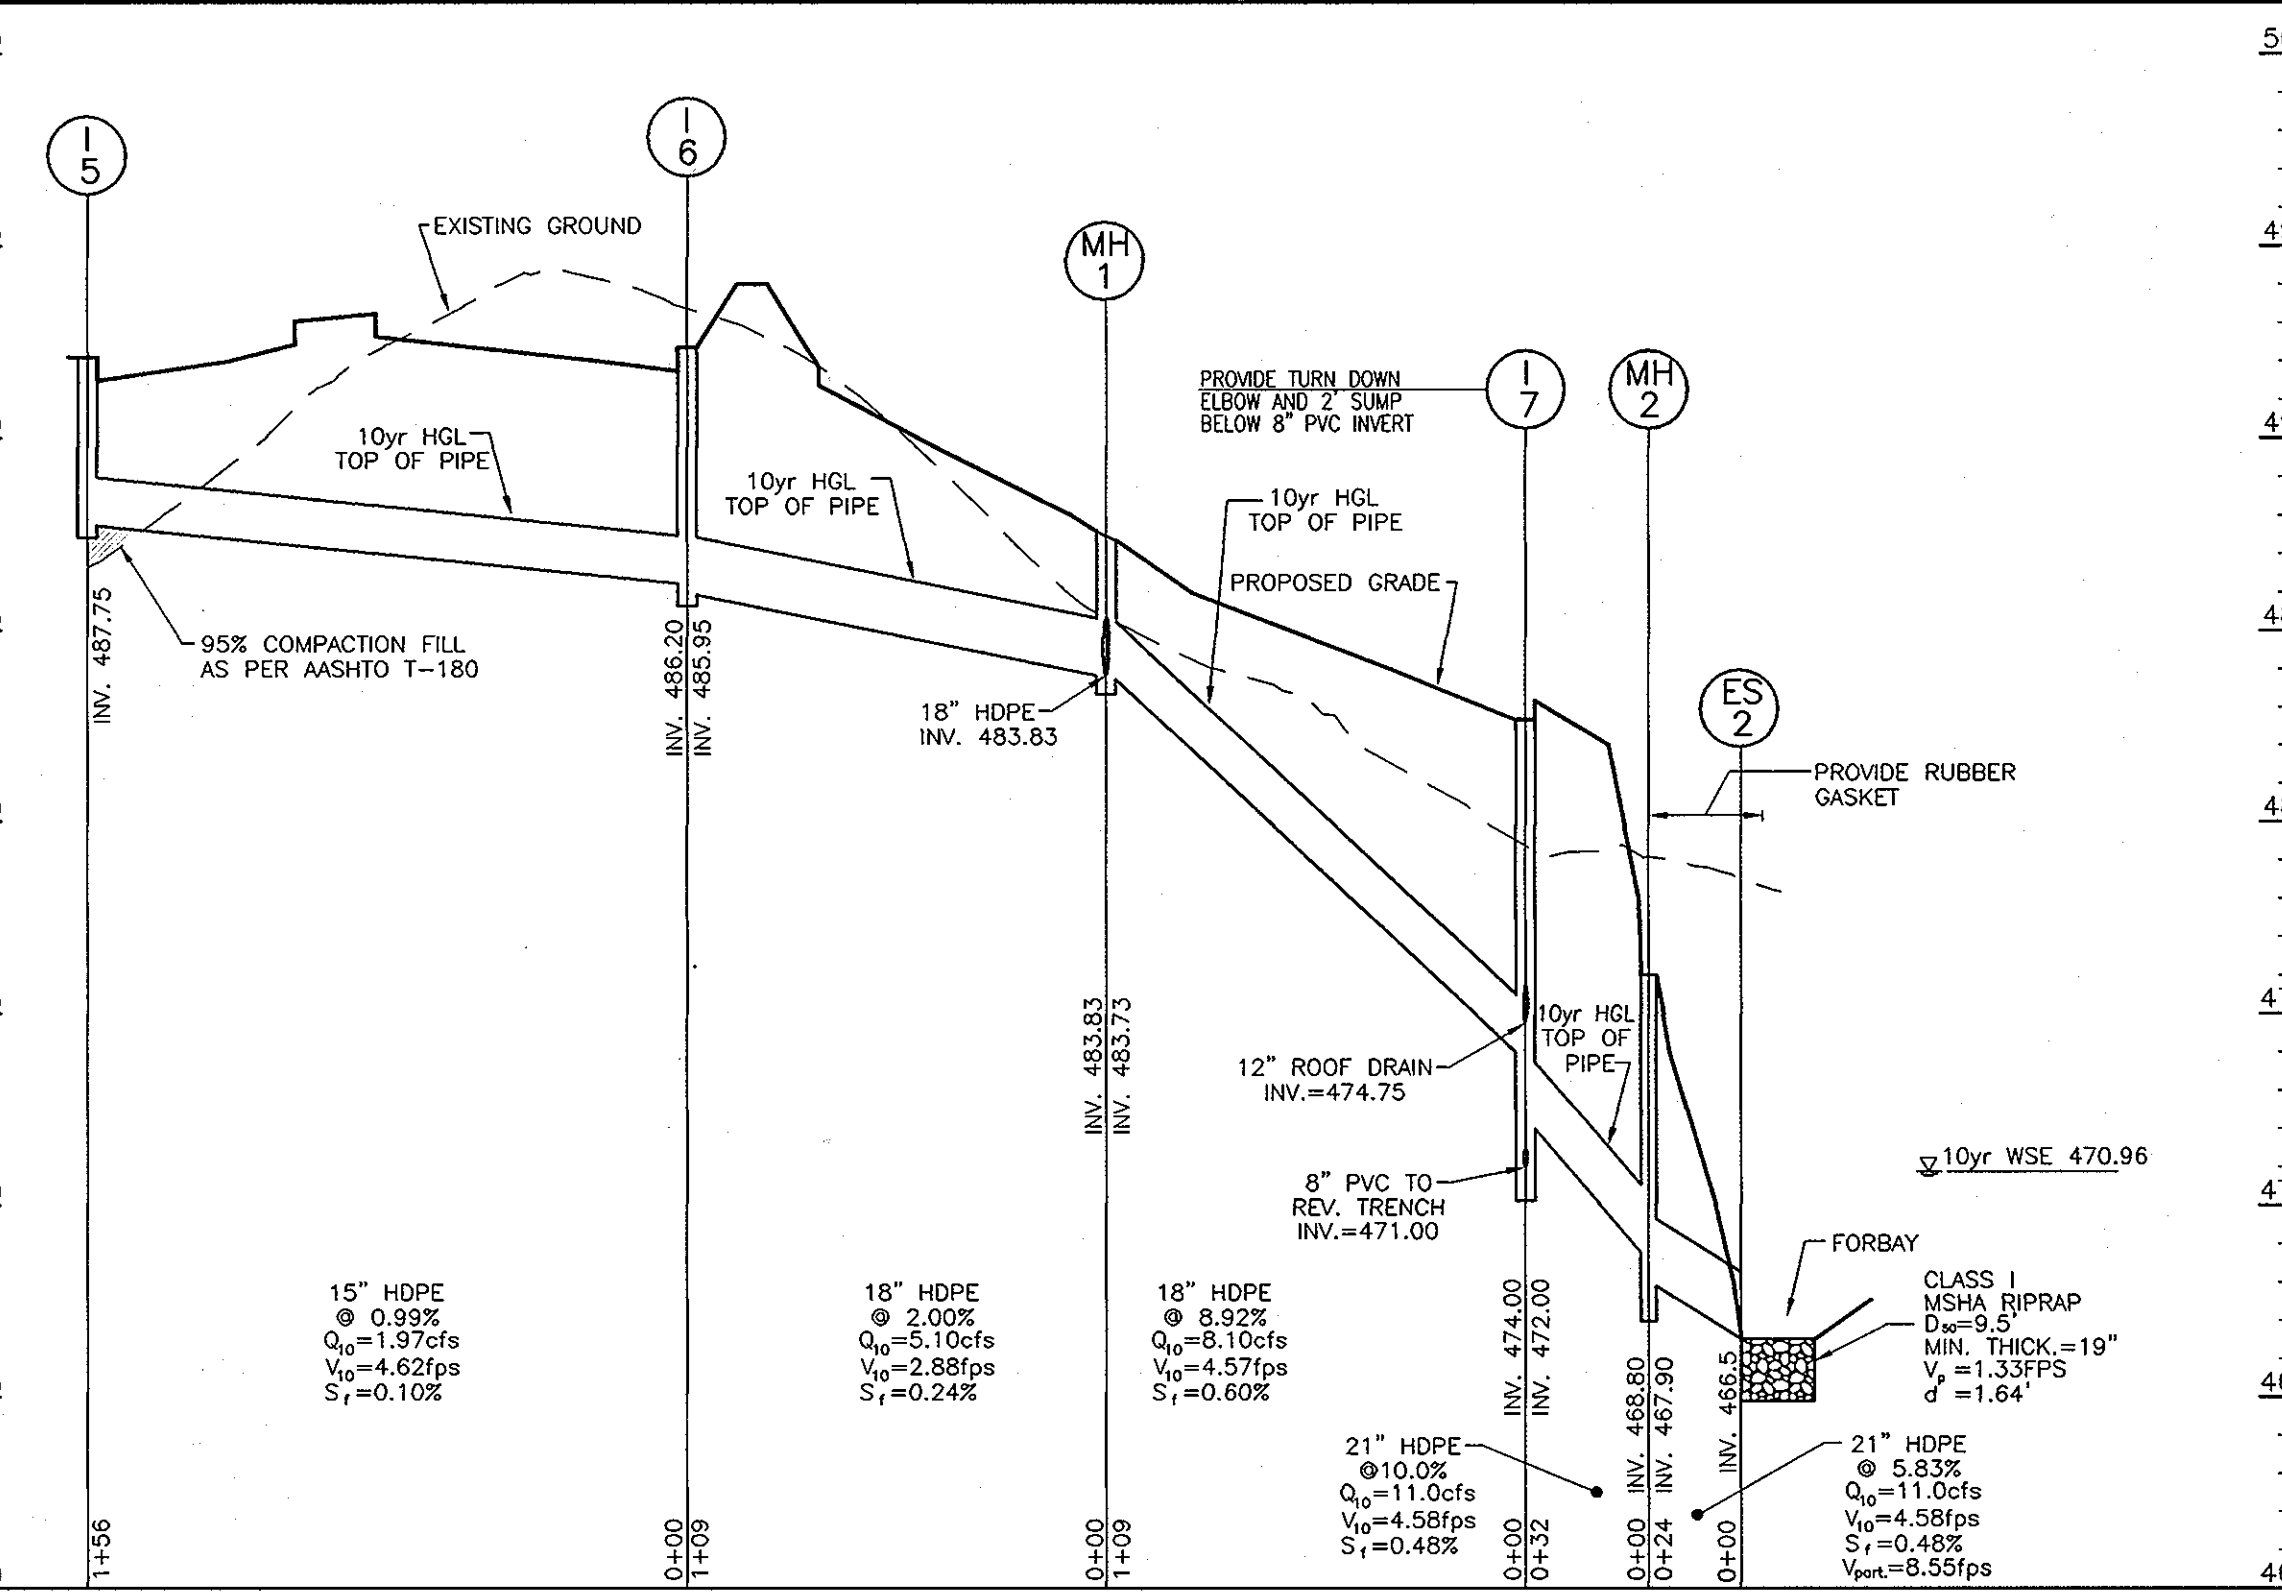 I
5
I
6
MH
1
I
7
MH
2
ES
2
EXISTING GROUND
10yr HGL
TOP OF PIPE
10yr HGL
TOP OF PIPE
PROVIDE TURN DOWN
ELBOW AND 2' SUMP
BELOW 8" PVC INVERT
10yr HGL
TOP OF PIPE
PROPOSED GRADE
95% COMPACTION FILL
AS PER AASHTO T-180
INV. 487.75
INV. 486.20
INV. 485.95
18" HDPE
INV. 483.83
PROVIDE RUBBER
GASKET
INV. 483.83
INV. 483.73
10yr HGL
TOP OF
PIPE
12" ROOF DRAIN
INV.=474.75
8" PVC TO
REV. TRENCH
INV.=471.00
10yr WSE 470.96
FORBAY
CLASS I
MSHA RIPRAP
D50=9.5'
MIN. THICK.=19"
Vp=1.33FPS
d =1.64'
15" HDPE
@ 0.99%
Q10=1.97cfs
V10=4.62fps
Sf=0.10%
18" HDPE
@ 2.00%
Q10=5.10cfs
V10=2.88fps
Sf=0.24%
18" HDPE
@ 8.92%
Q10=8.10cfs
V10=4.57fps
Sf=0.60%
INV. 474.00
INV. 472.00
INV. 468.80
INV. 467.90
INV. 466.5
21" HDPE
@10.0%
Q10=11.0cfs
V10=4.58fps
Sf=0.48%
21" HDPE
@ 5.83%
Q10=11.0cfs
V10=4.58fps
Sf=0.48%
Vpart.=8.55fps
1+56
0+00
1+09
0+00
1+09
0+00
0+32
0+00
0+24
0+00